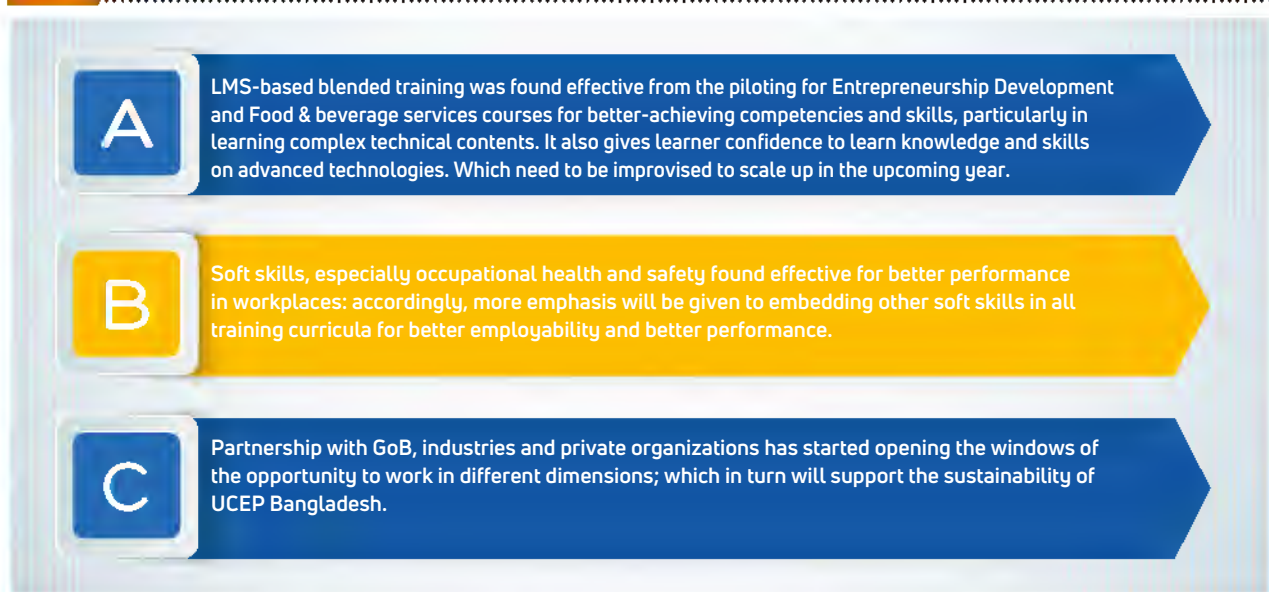 A
LMS-based blended training was found effective from the piloting for Entrepreneurship Development
and Food & beverage services courses for better-achieving competencies and skills, particularly in
learning complex technical contents. It also gives learner confidence to learn knowledge and skills
on advanced technologies. Which need to be improvised to scale up in the upcoming year.
B
Soft skills, especially occupational health and safety found effective for better performance
in workplaces: accordingly, more emphasis will be given to embedding other soft skills in all
training curricula for better employability and better performance.
C
Partnership with GoB, industries and private organizations has started opening the windows of
the opportunity to work in different dimensions; which in turn will support the sustainability of
UCEP Bangladesh.